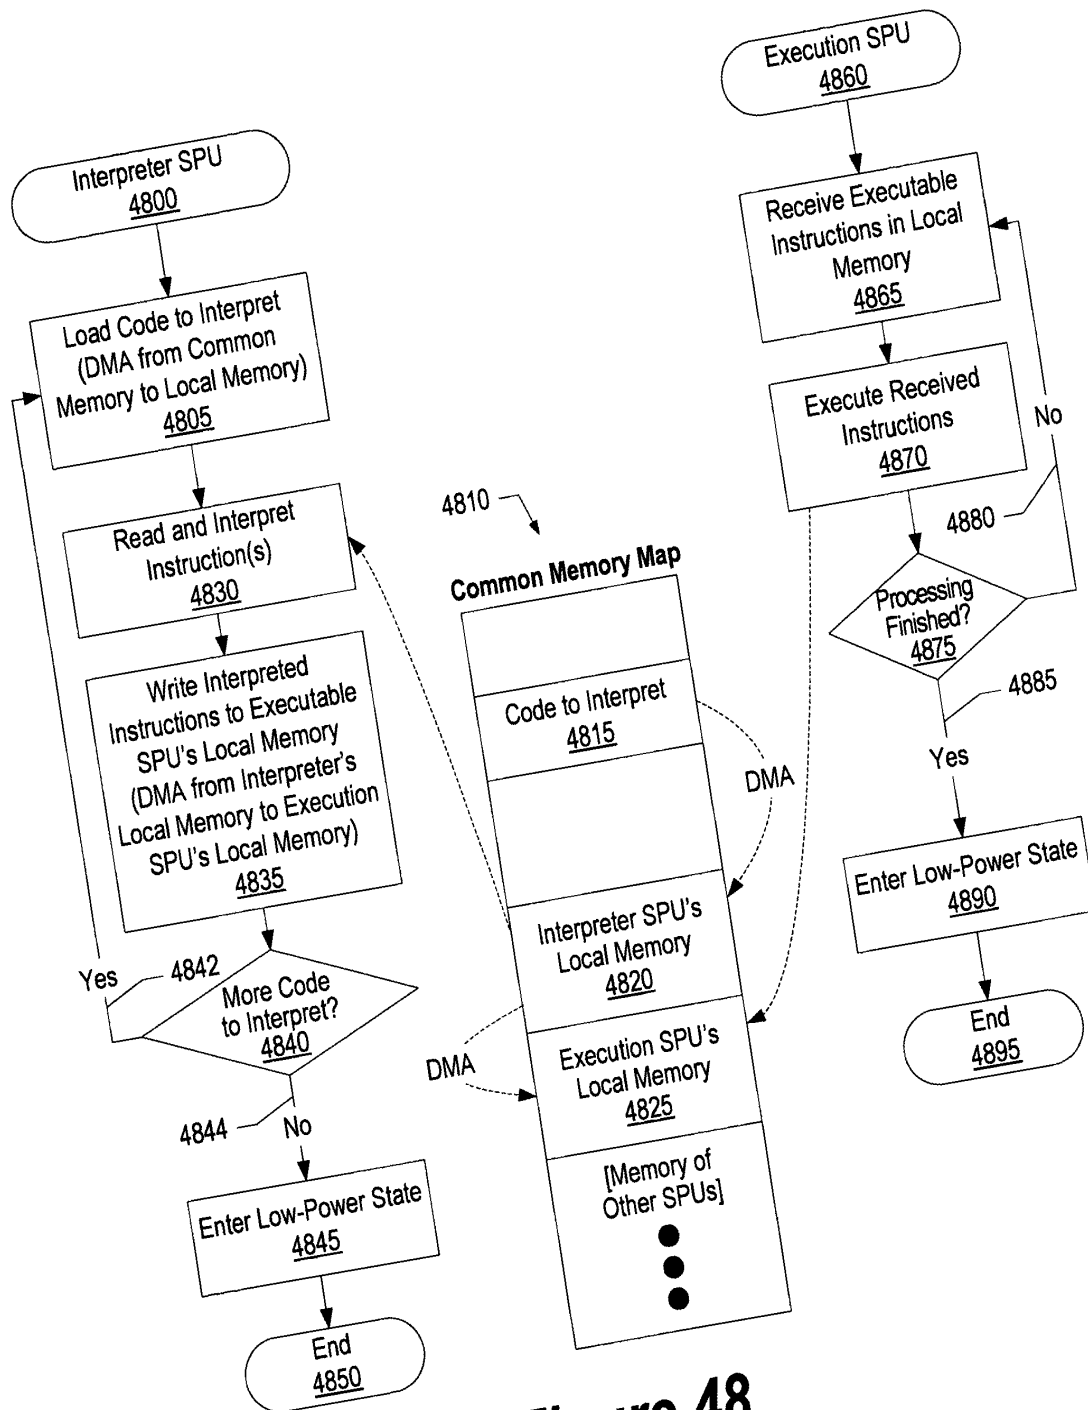 Interpreter SPU
4800
Load Code to Interpret
(DMA from Common
Memory to Local Memory)
4805
Read and Interpret
Instruction(s)
4830
Write Interpreted
Instructions to Executable
SPU's Local Memory
(DMA from Interpreter's
Local Memory to Execution
SPU's Local Memory)
4835
Yes
4842
More Code
to Interpret?
4840
4844
No
Enter Low-Power State
4845
End
4850
4810
Common Memory Map
Code to Interpret
4815
DMA
Interpreter SPU's
Local Memory
4820
DMA
Execution SPU's
Local Memory
4825
[Memory of
Other SPUs]
Execution SPU
4860
Receive Executable
Instructions in Local
Memory
4865
Execute Received
Instructions
4870
No
4880
Processing
Finished?
4875
4885
Yes
Enter Low-Power State
4890
End
4895
Figure 48